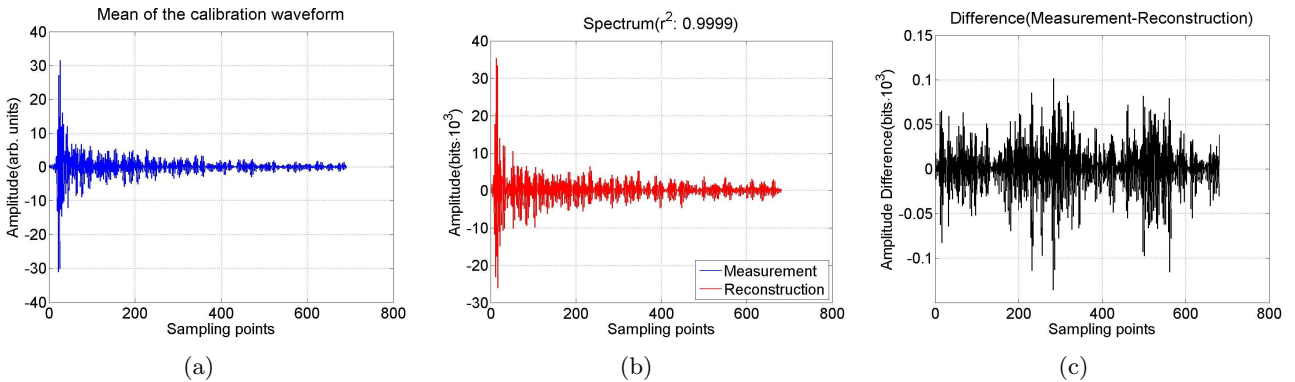 Mean of the calibration waveform
Amplitude(arb. units)
40
30
20
10
0
-10
-20
-30
-40
0
200
400
600
800
Sampling points
(a)
Spectrum(r²: 0.9999)
Amplitude(bits·10³)
40
30
20
10
0
-10
-20
-30
0
200
400
600
800
Measurement
Reconstruction
Sampling points
(b)
Difference(Measurement-Reconstruction)
Amplitude Difference(bits·10³)
0.15
0.1
0.05
0
-0.05
-0.1
0
200
400
600
800
Sampling points
(c)